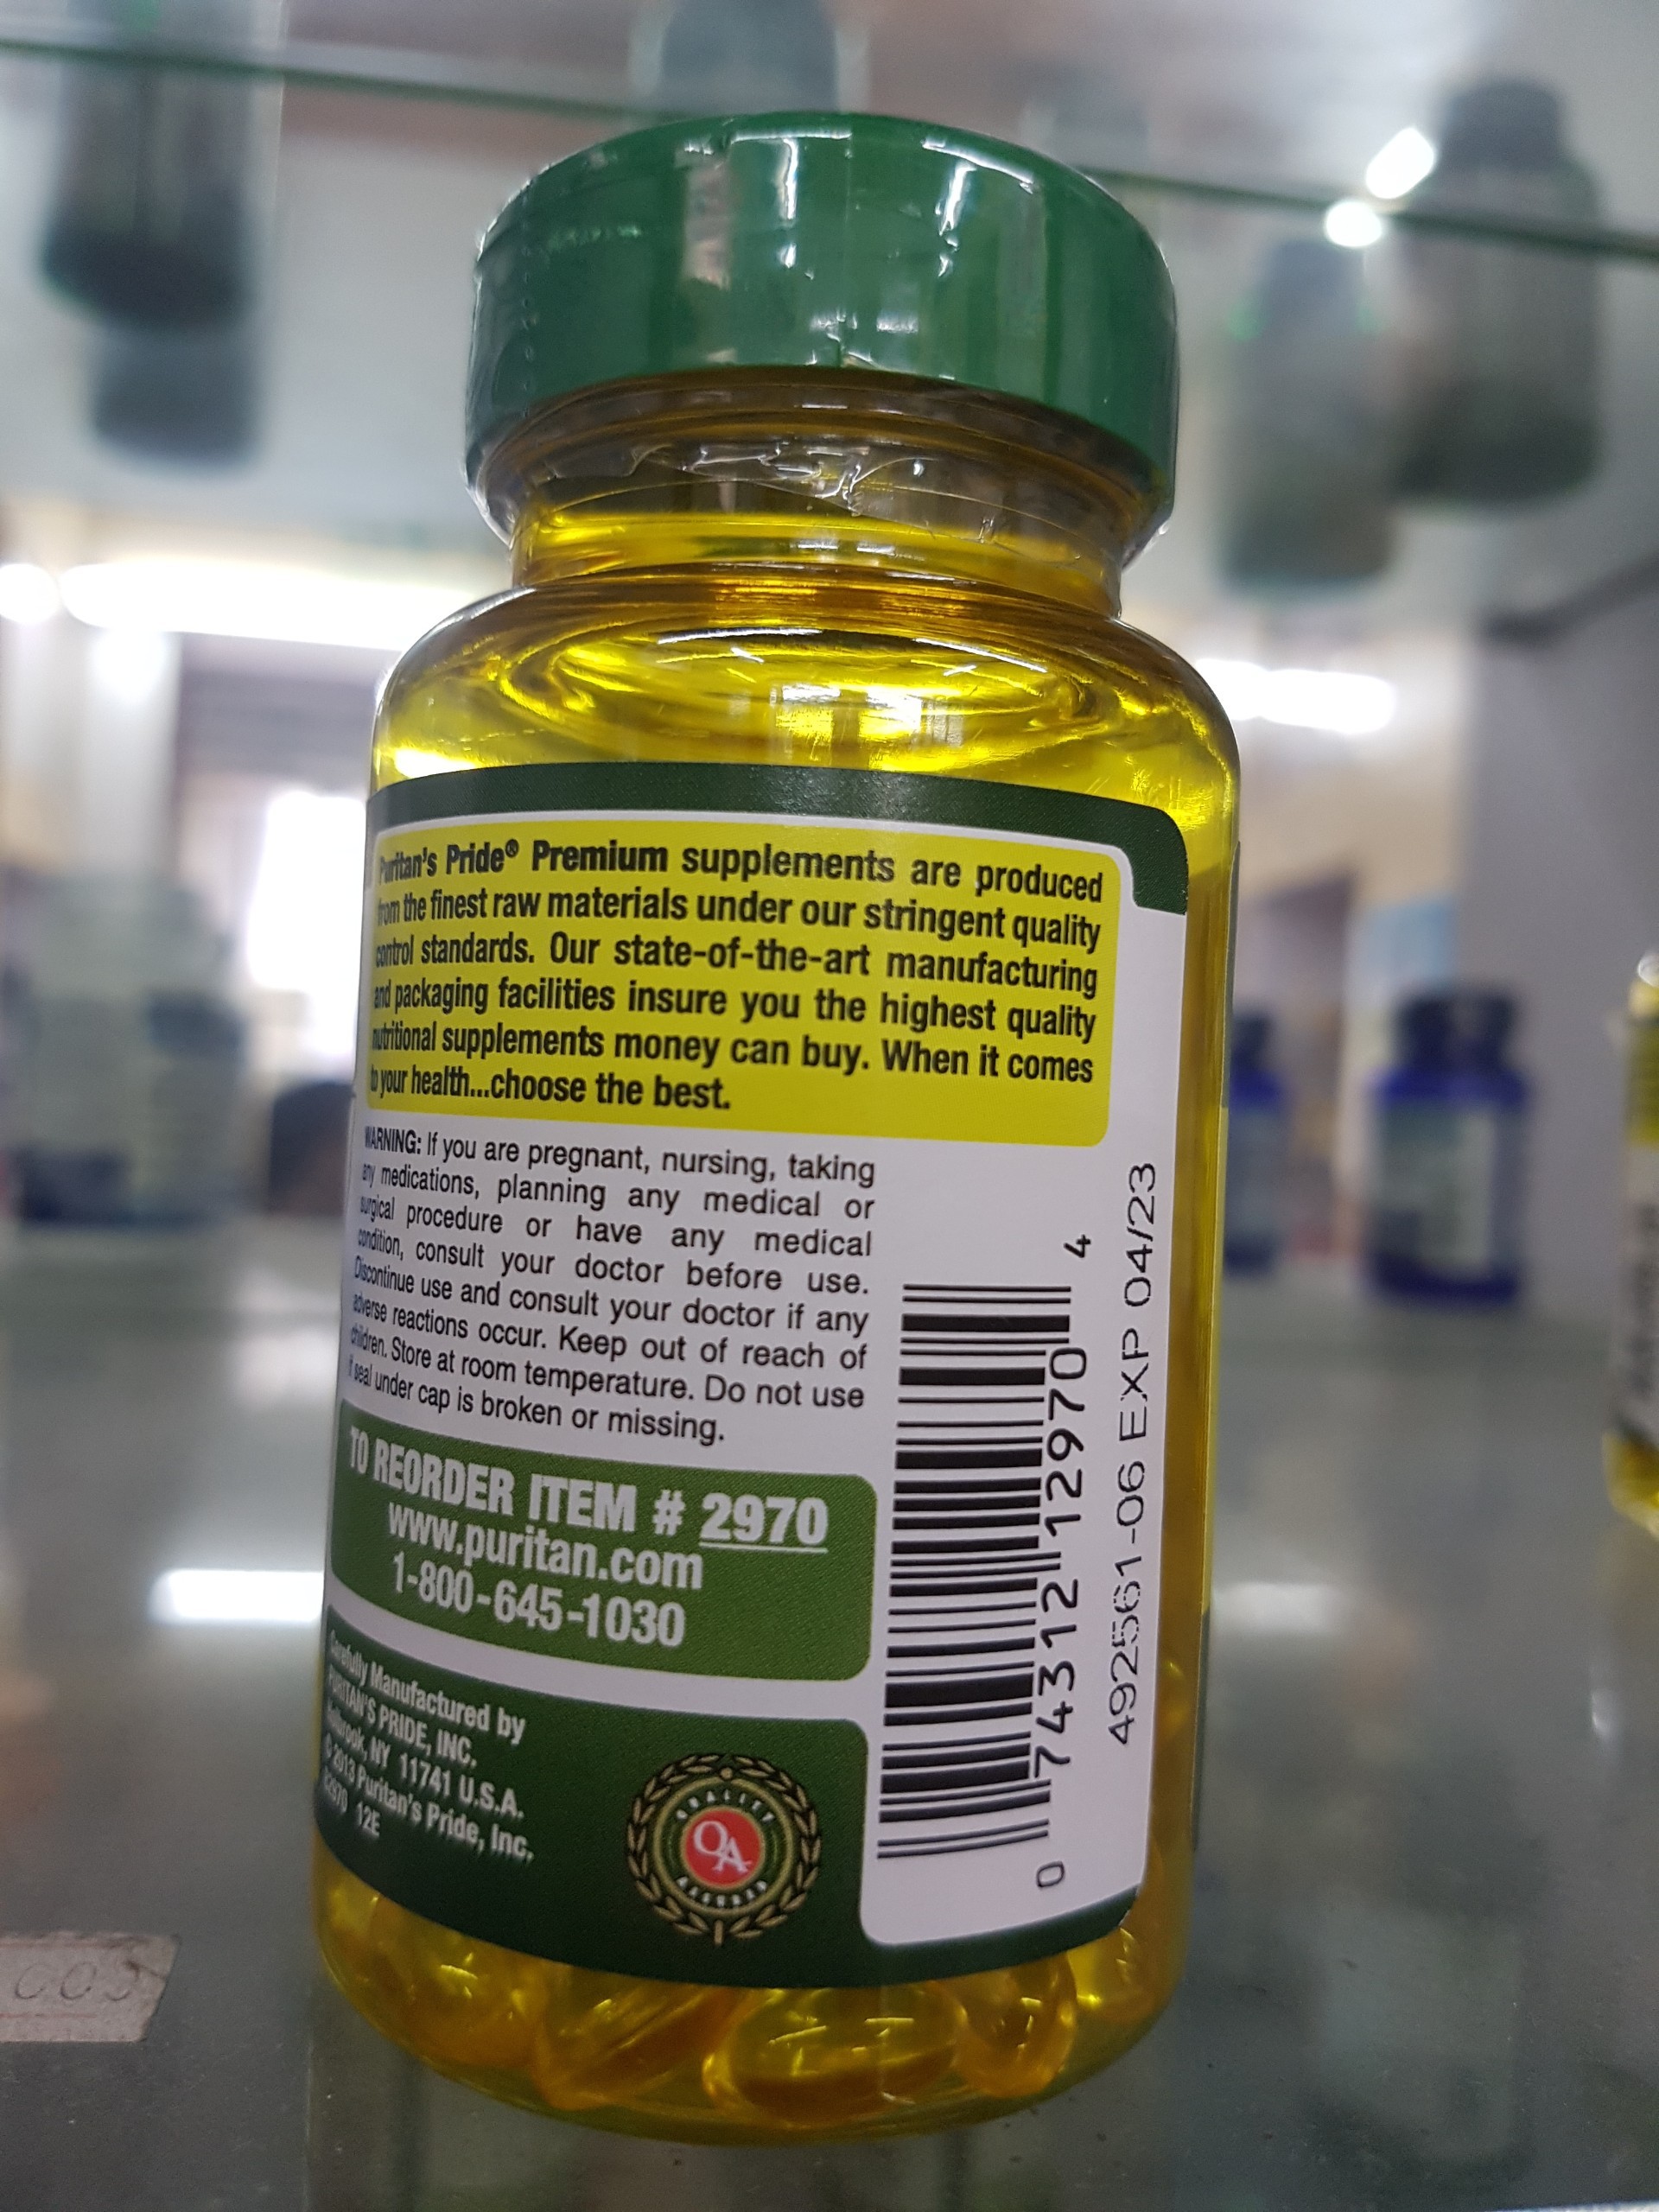 Puritan's Pride® Premium supplements are produced
from the finest raw materials under our stringent quality
control standards. Our state-of-the-art manufacturing
and packaging facilities insure you the highest quality
nutritional supplements money can buy. When it comes
to your health...choose the best.
WARNING: If you are pregnant, nursing, taking
any medications, planning any medical or
surgical procedure or have any medical
condition, consult your doctor before use.
Discontinue use and consult your doctor if any
adverse reactions occur. Keep out of reach of
children. Store at room temperature. Do not use
if seal under cap is broken or missing.
TO REORDER ITEM # 2970
www.puritan.com
1-800-645-1030
Carefully Manufactured by
PURITAN'S PRIDE, INC.
Holbrook, NY 11741 U.S.A.
© 2013 Puritan's Pride, Inc.
12E
QUALITY
QA
ASSURED
0 74312 12970 4
492561-06 EXP 04/23